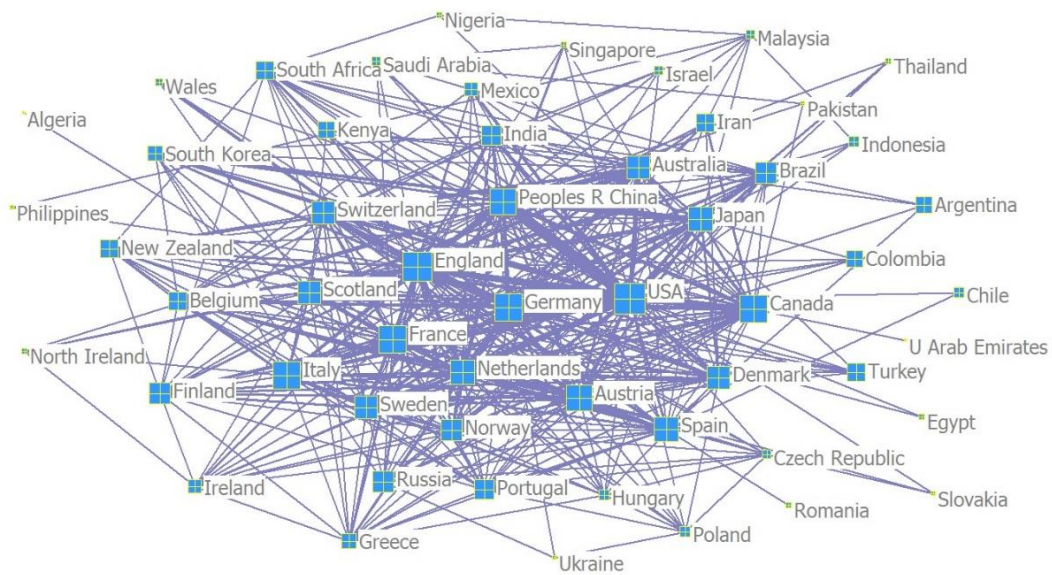 Nigeria
Singapore
Malaysia
South Africa
Saudi Arabia
Israel
Thailand
Wales
Mexico
Pakistan
Algeria
Kenya
India
Iran
South Korea
Australia
Brazil
Indonesia
Philippines
Switzerland
Peoples R China
Japan
Argentina
New Zealand
England
Colombia
Scotland
Belgium
Germany
USA
Canada
Chile
France
North Ireland
U Arab Emirates
Italy
Netherlands
Denmark
Turkey
Finland
Sweden
Austria
Norway
Spain
Egypt
Czech Republic
Ireland
Russia
Portugal
Hungary
Slovakia
Romania
Greece
Poland
Ukraine